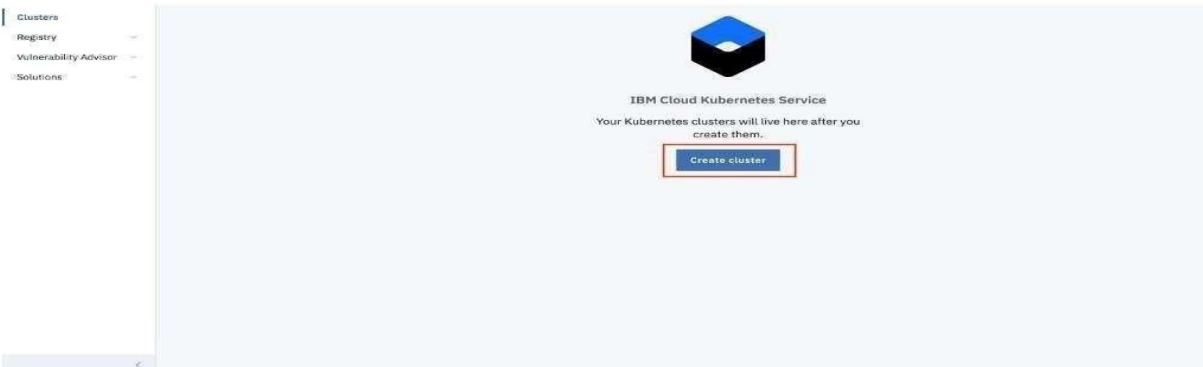 Clusters
Registry
Vulnerability Advisor
Solutions
IBM Cloud Kubernetes Service
Your Kubernetes clusters will live here after you
create them.
Create cluster